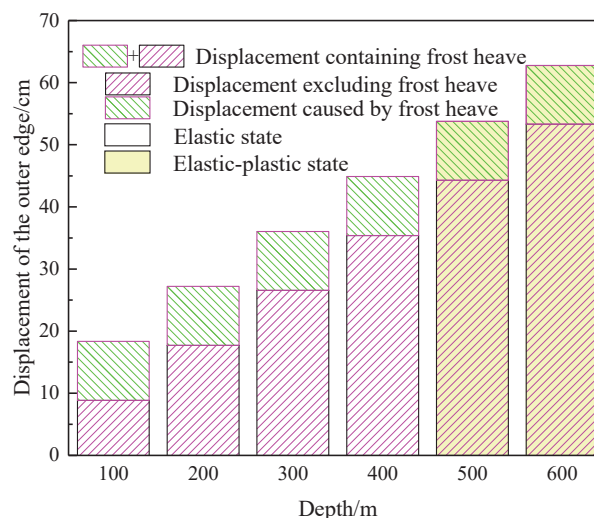 70
60
50
40
30
20
10
0
Displacement of the outer edge/cm
+ Displacement containing frost heave
Displacement excluding frost heave
Displacement caused by frost heave
Elastic state
Elastic-plastic state
100 200 300 400 500 600
Depth/m